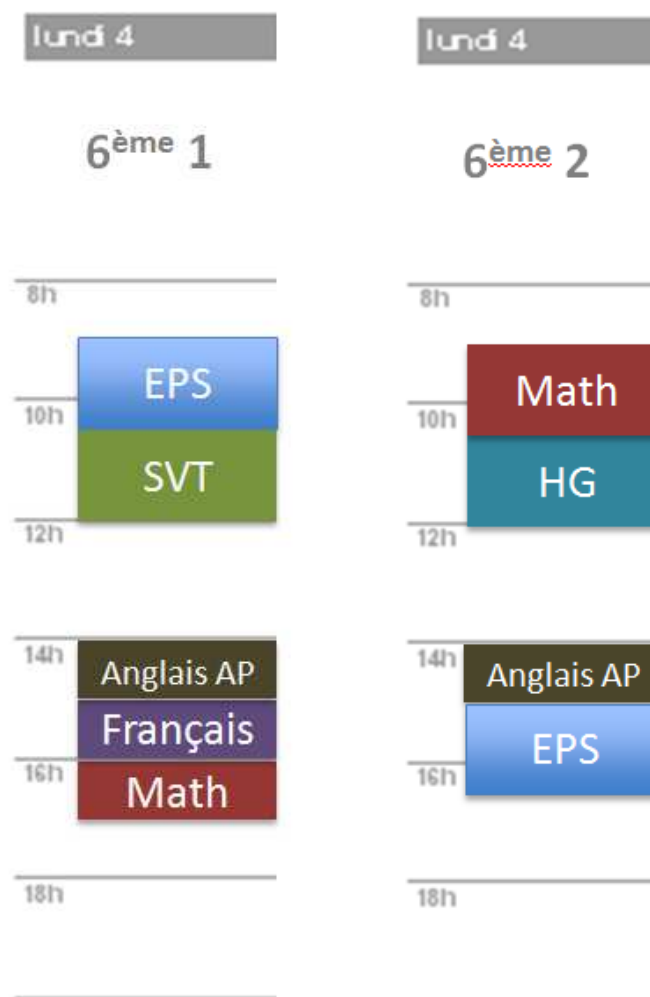 lundi 4
6ème 1
8h
EPS
10h
SVT
12h
14h
Anglais AP
Français
16h
Math
18h
lundi 4
6ème 2
8h
Math
10h
HG
12h
14h
Anglais AP
EPS
16h
18h